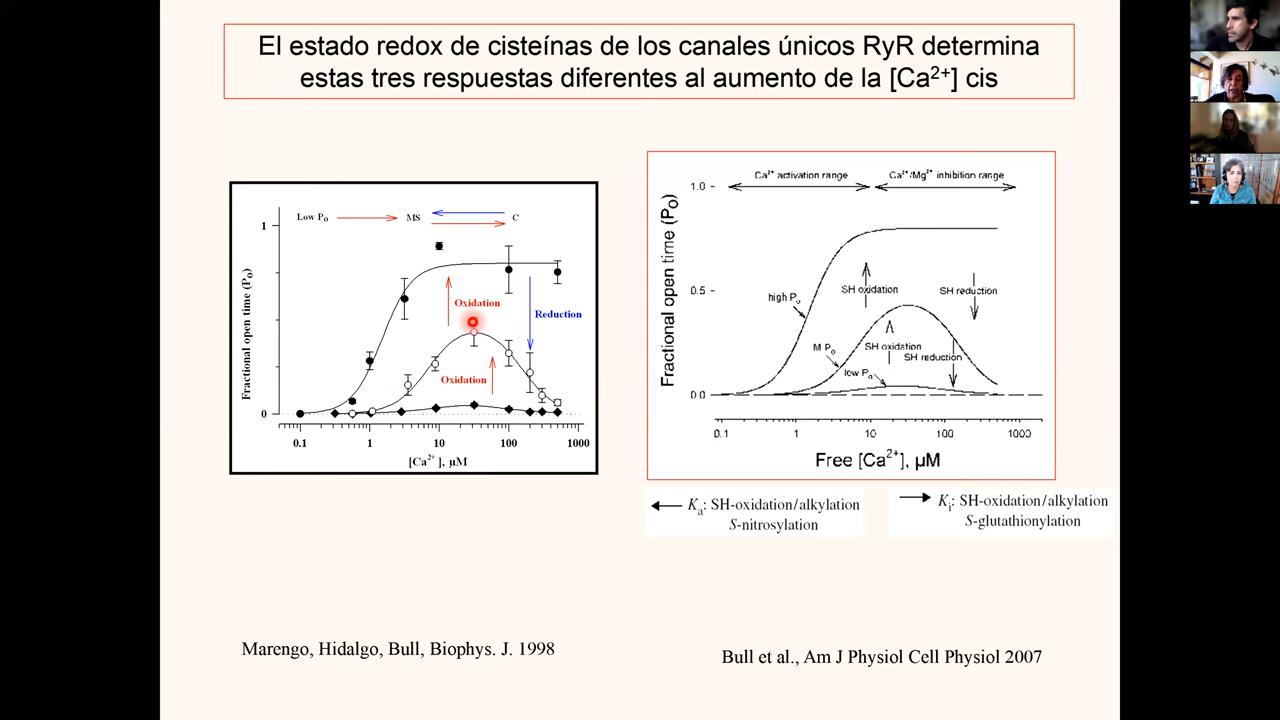 El estado redox de cisteínas de los canales únicos RyR determina
estas tres respuestas diferentes al aumento de la [Ca²⁺] cis
Low Pₒ MS C
1
Oxidation
Reduction
Oxidation
0
Fractional open time (Pₒ)
0.1 1 10 100 1000
[Ca²⁺], µM
Ca²⁺ activation range Ca²⁺/Mg²⁺ inhibition range
1.0
SH oxidation SH reduction
0.5
high Pₒ
M Pₒ SH oxidation
SH reduction
low Pₒ
0.0
Fractional open time (Pₒ)
0.1 1 10 100 1000
Free [Ca²⁺], µM
Kₐ: SH-oxidation/alkylation
S-nitrosylation
Kᵢ: SH-oxidation/alkylation
S-glutathionylation
Marengo, Hidalgo, Bull, Biophys. J. 1998
Bull et al., Am J Physiol Cell Physiol 2007